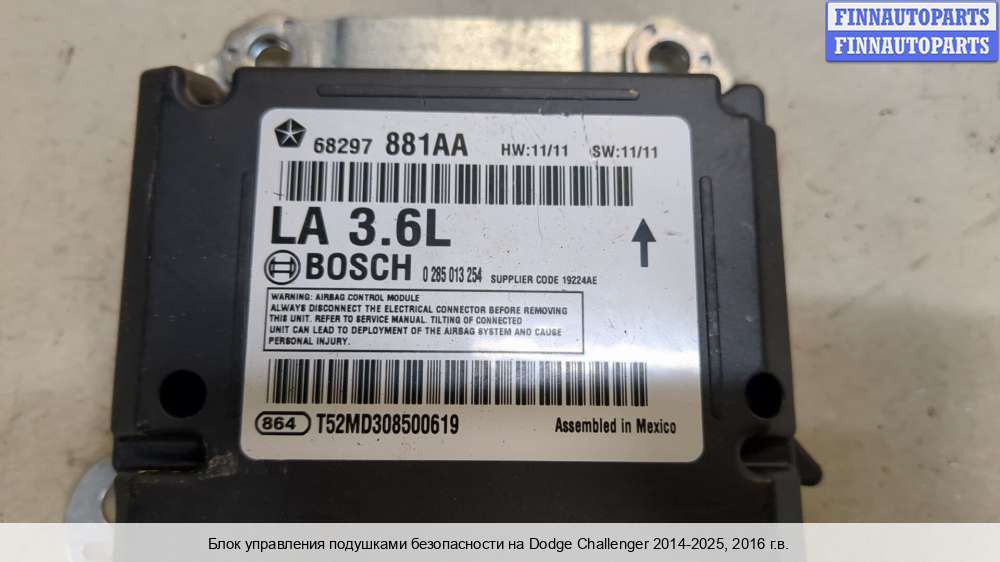 FINNAUTOPARTS
FINNAUTOPARTS
68297 881AA HW:11/11 SW:11/11
LA 3.6L
BOSCH 0 285 013 254 SUPPLIER CODE 19224AE
WARNING: AIRBAG CONTROL MODULE
ALWAYS DISCONNECT THE ELECTRICAL CONNECTOR BEFORE REMOVING
THIS UNIT. REFER TO SERVICE MANUAL. TILTING OF CONNECTED
UNIT CAN LEAD TO DEPLOYMENT OF THE AIRBAG SYSTEM AND CAUSE
PERSONAL INJURY.
864 T52MD308500619 Assembled in Mexico
Блок управления подушками безопасности на Dodge Challenger 2014-2025, 2016 г.в.